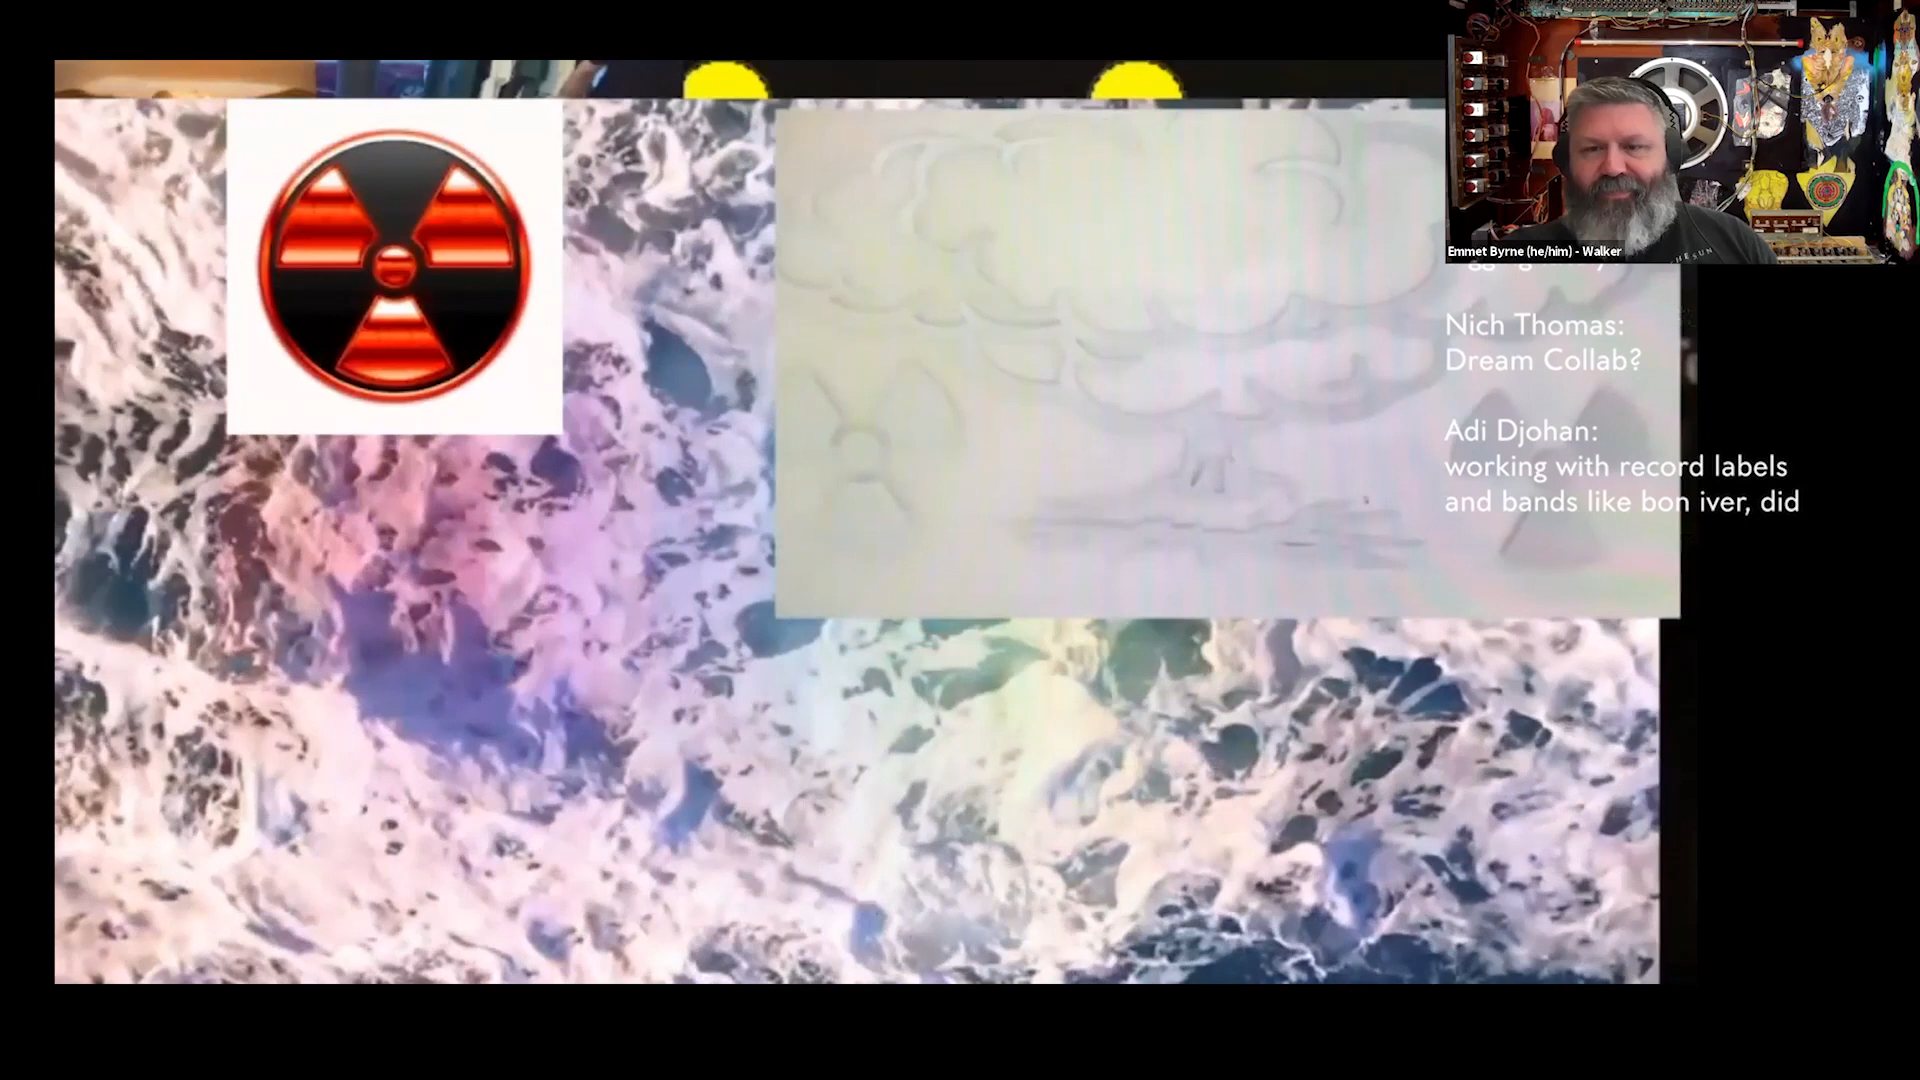 Emmet Byrne (he/him) - Walker
Nich Thomas:
Dream Collab?
Adi Djohan:
working with record labels
and bands like bon iver, did